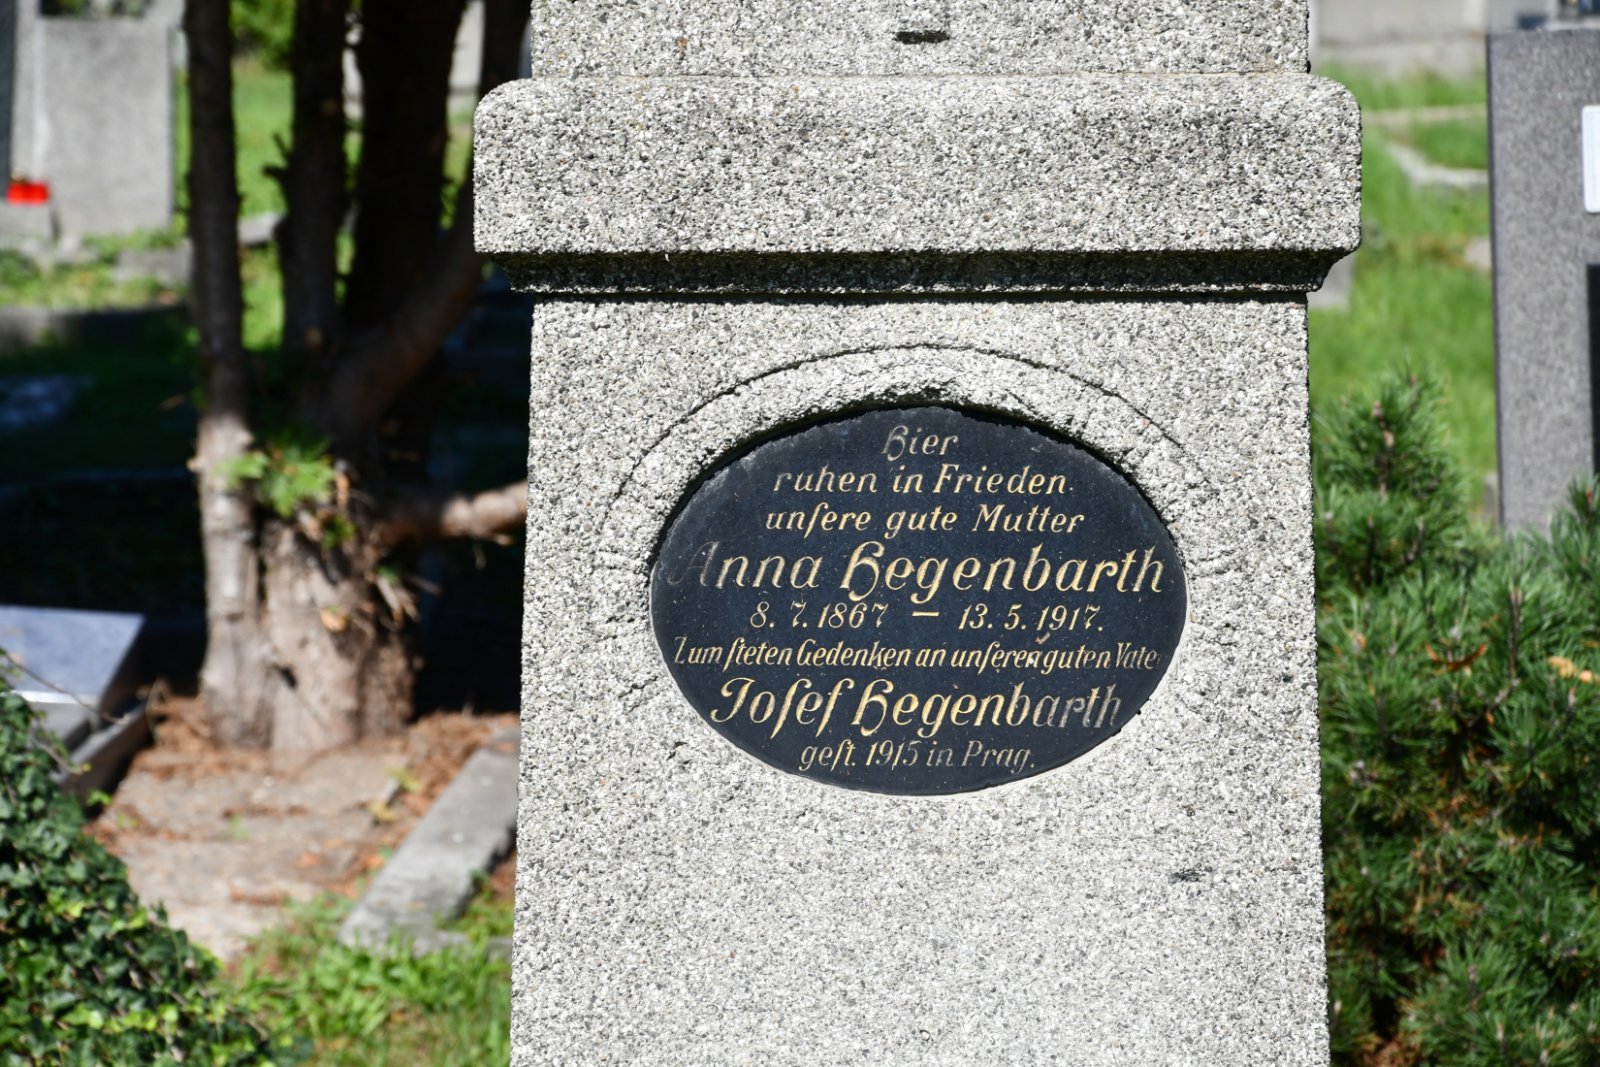 Hier
ruhen in Frieden.
unſere gute Mutter
Anna Hegenbarth
8. 7. 1867 – 13. 5. 1917.
Zum ſteten Gedenken an unſeren guten Vater
Joſef Hegenbarth
geſt. 1915 in Prag.